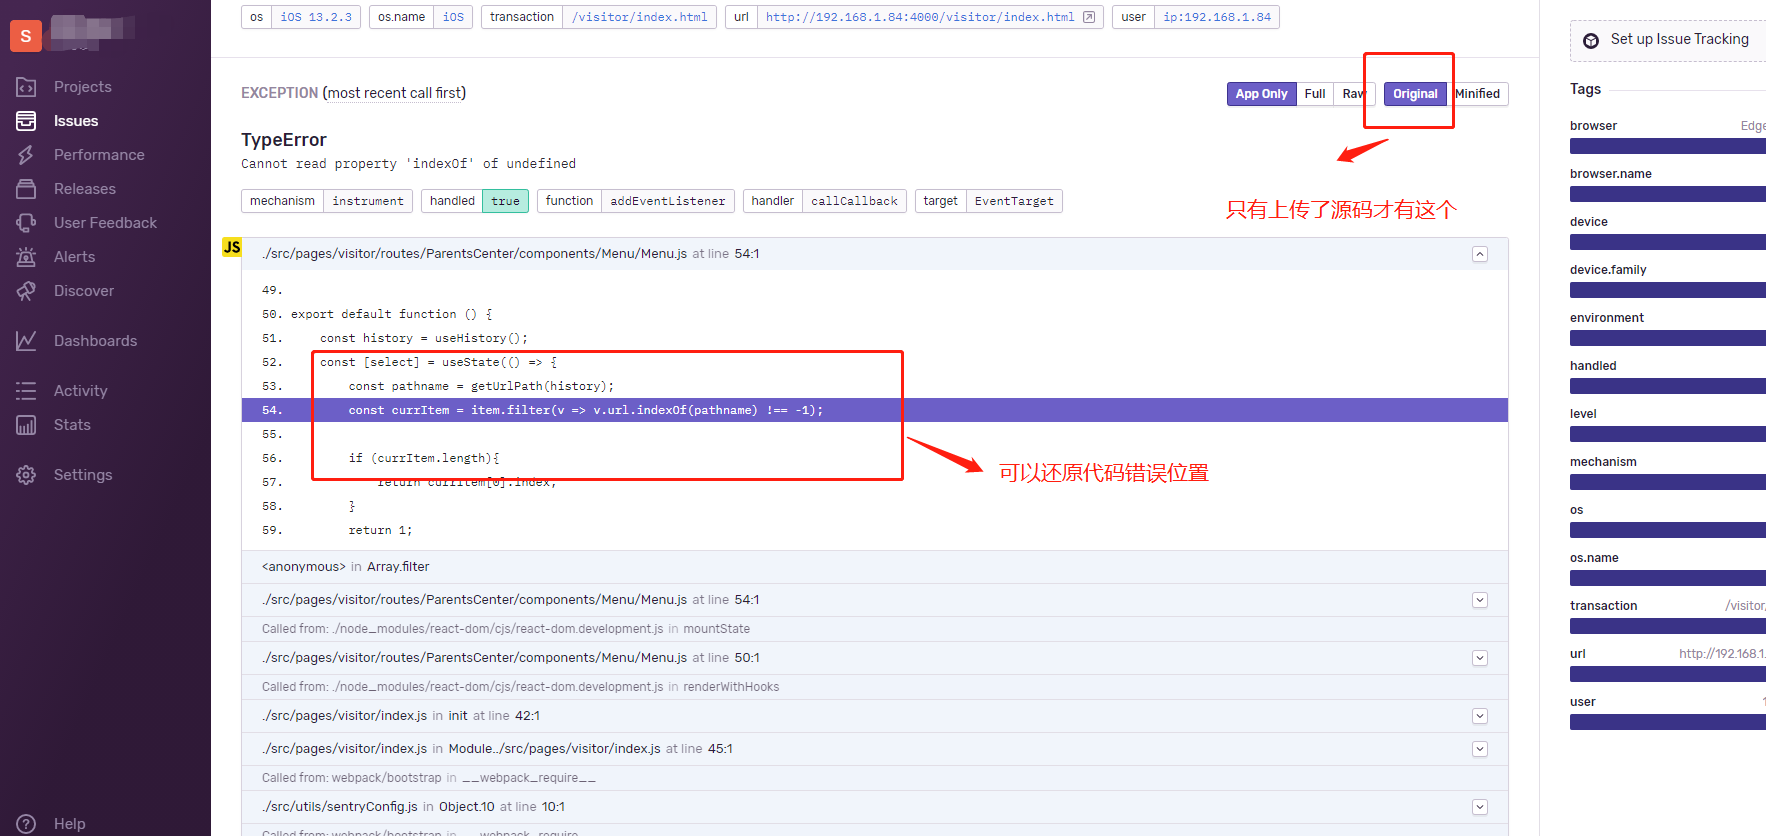 S
Projects
Issues
Performance
Releases
User Feedback
Alerts
Discover
Dashboards
Activity
Stats
Settings
Help
os iOS 13.2.3 os.name iOS transaction /visitor/index.html url http://192.168.1.84:4000/visitor/index.html user ip:192.168.1.84
EXCEPTION (most recent call first)
App Only Full Raw Original Minified
TypeError
Cannot read property 'indexOf' of undefined
mechanism instrument handled true function addEventListener handler callCallback target EventTarget
只有上传了源码才有这个
JS
./src/pages/visitor/routes/ParentsCenter/components/Menu/Menu.js at line 54:1
49.
50. export default function () {
51. const history = useHistory();
52. const [select] = useState(() => {
53. const pathname = getUrlPath(history);
54. const currItem = item.filter(v => v.url.indexOf(pathname) !== -1);
55.
56. if (currItem.length){
57. return currItem[0].index;
58. }
59. return 1;
可以还原代码错误位置
<anonymous> in Array.filter
./src/pages/visitor/routes/ParentsCenter/components/Menu/Menu.js at line 54:1
Called from: ./node_modules/react-dom/cjs/react-dom.development.js in mountState
./src/pages/visitor/routes/ParentsCenter/components/Menu/Menu.js at line 50:1
Called from: ./node_modules/react-dom/cjs/react-dom.development.js in renderWithHooks
./src/pages/visitor/index.js in init at line 42:1
./src/pages/visitor/index.js in Module../src/pages/visitor/index.js at line 45:1
Called from: webpack/bootstrap in __webpack_require__
./src/utils/sentryConfig.js in Object.10 at line 10:1
Called from: webpack/bootstrap in __webpack_require__
Set up Issue Tracking
Tags
browser Edge
browser.name
device
device.family
environment
handled
level
mechanism
os
os.name
transaction /visitor/
url http://192.168.1.
user 1